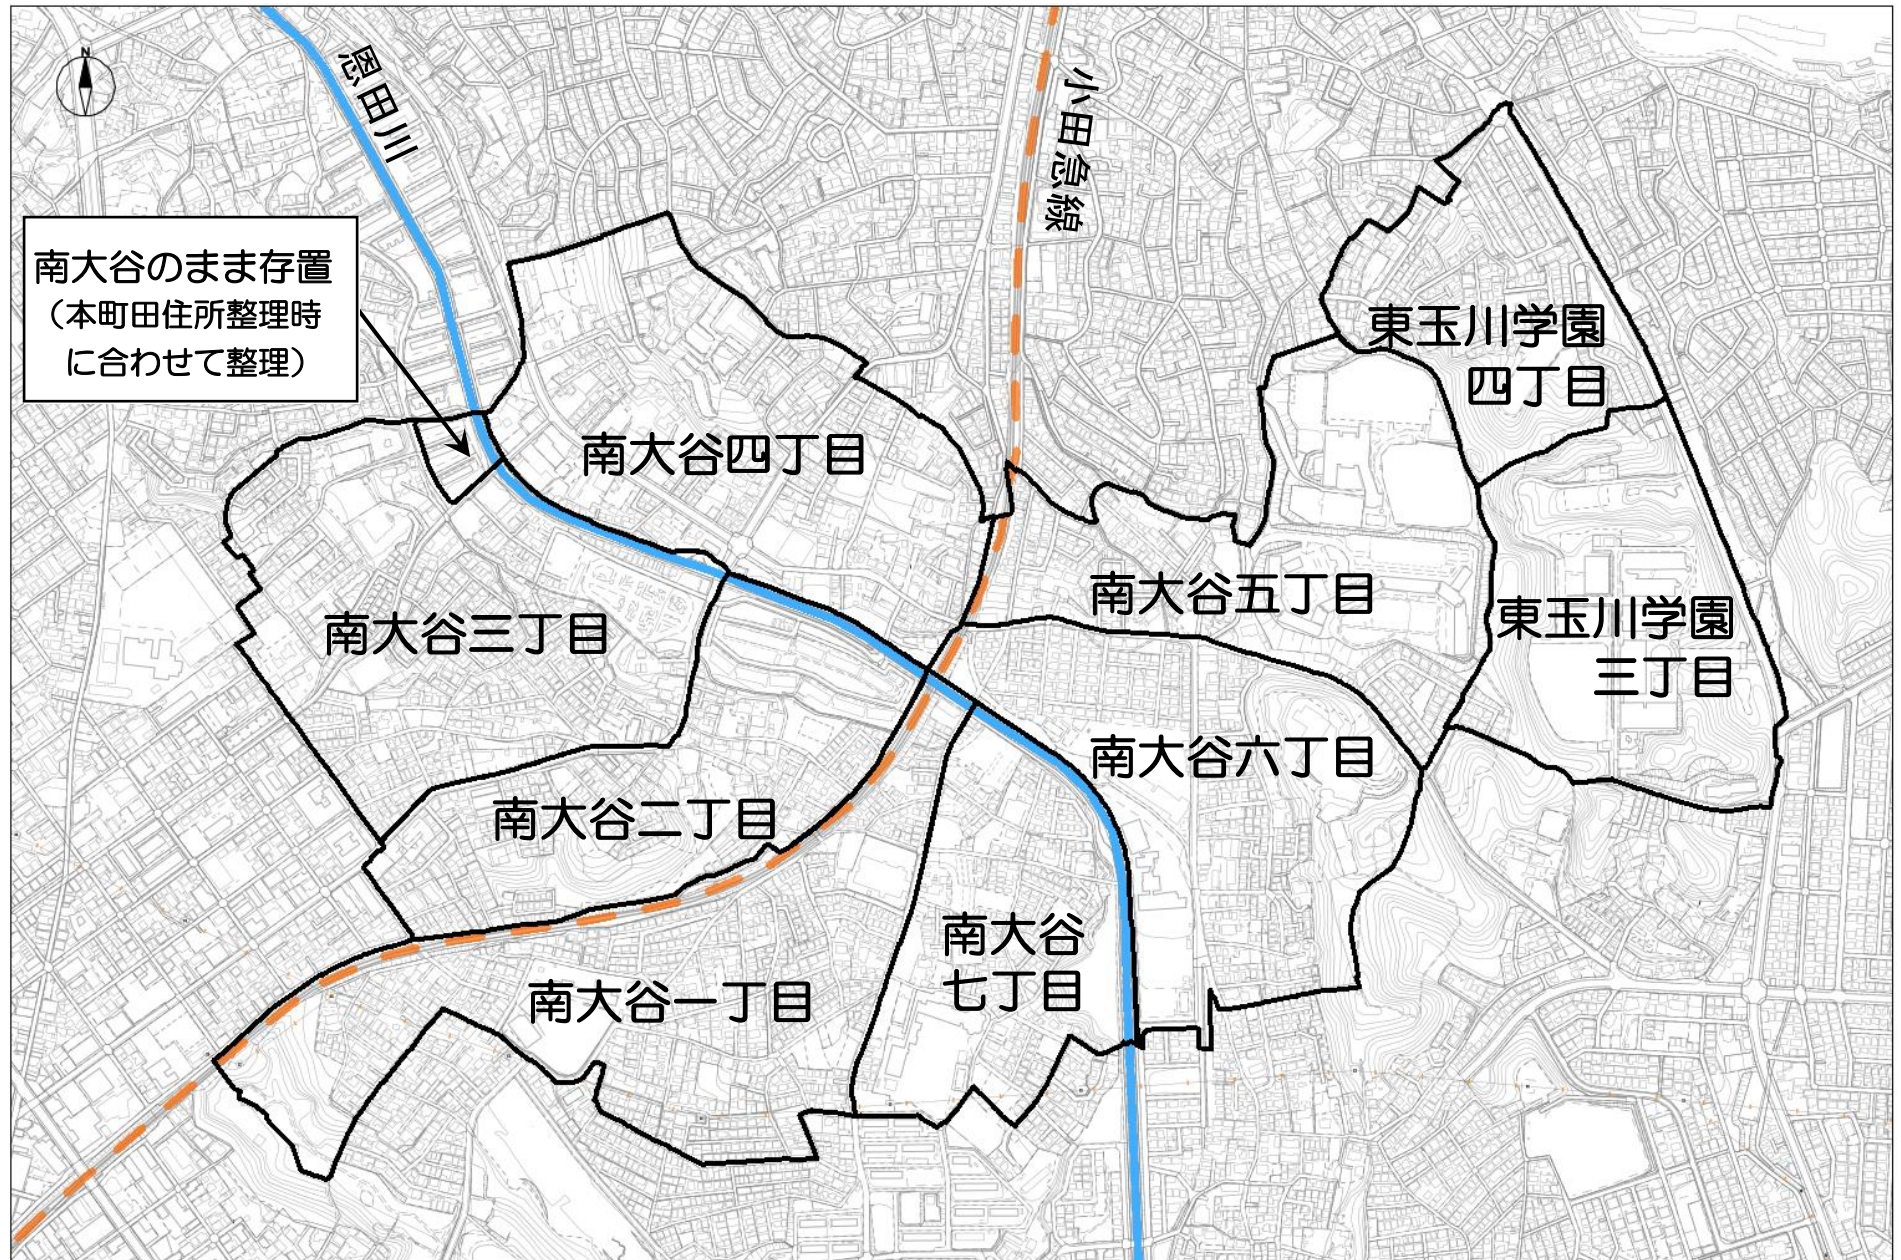 N
恩田川
小田急線
南大谷のまま存置
（本町田住所整理時
に合わせて整理）
東玉川学園
四丁目
南大谷四丁目
南大谷五丁目
東玉川学園
三丁目
南大谷三丁目
南大谷六丁目
南大谷二丁目
南大谷
七丁目
南大谷一丁目